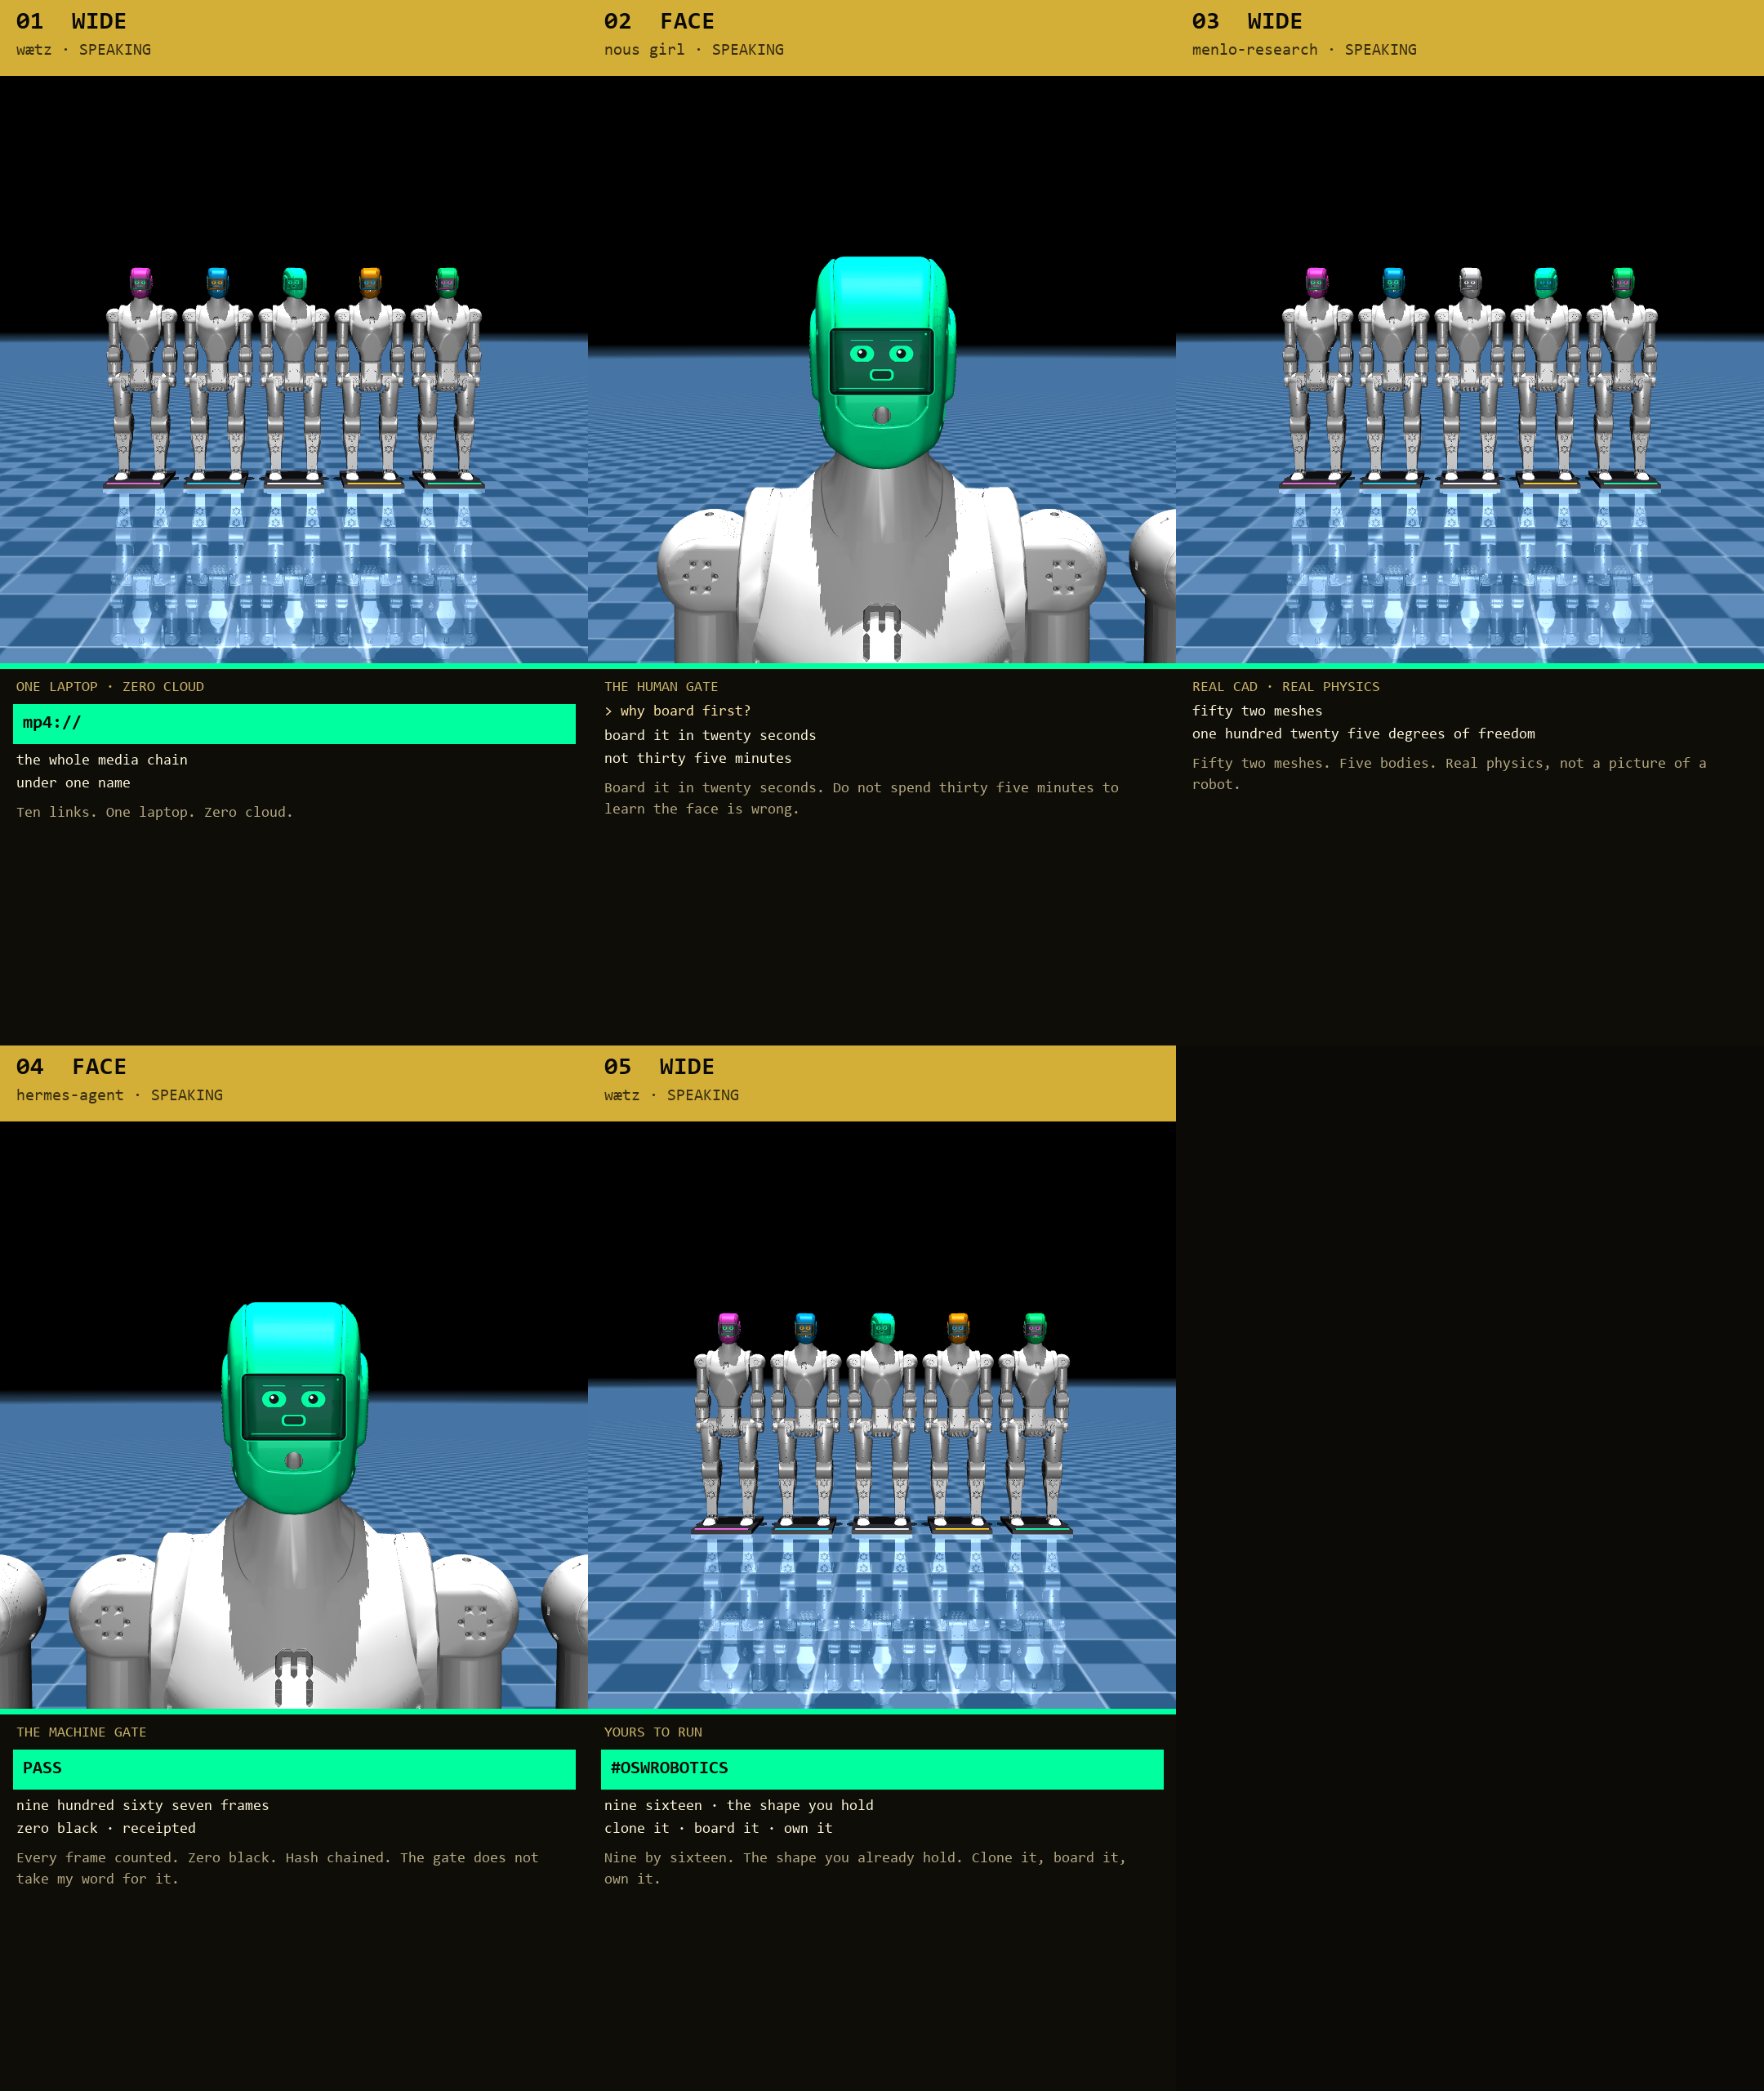 01 WIDE
wætz · SPEAKING
ONE LAPTOP · ZERO CLOUD
mp4://
the whole media chain
under one name
Ten links. One laptop. Zero cloud.
02 FACE
nous girl · SPEAKING
THE HUMAN GATE
> why board first?
board it in twenty seconds
not thirty five minutes
Board it in twenty seconds. Do not spend thirty five minutes to
learn the face is wrong.
03 WIDE
menlo-research · SPEAKING
REAL CAD · REAL PHYSICS
fifty two meshes
one hundred twenty five degrees of freedom
Fifty two meshes. Five bodies. Real physics, not a picture of a
robot.
04 FACE
hermes-agent · SPEAKING
THE MACHINE GATE
PASS
nine hundred sixty seven frames
zero black · receipted
Every frame counted. Zero black. Hash chained. The gate does not
take my word for it.
05 WIDE
wætz · SPEAKING
YOURS TO RUN
#OSWROBOTICS
nine sixteen · the shape you hold
clone it · board it · own it
Nine by sixteen. The shape you already hold. Clone it, board it,
own it.